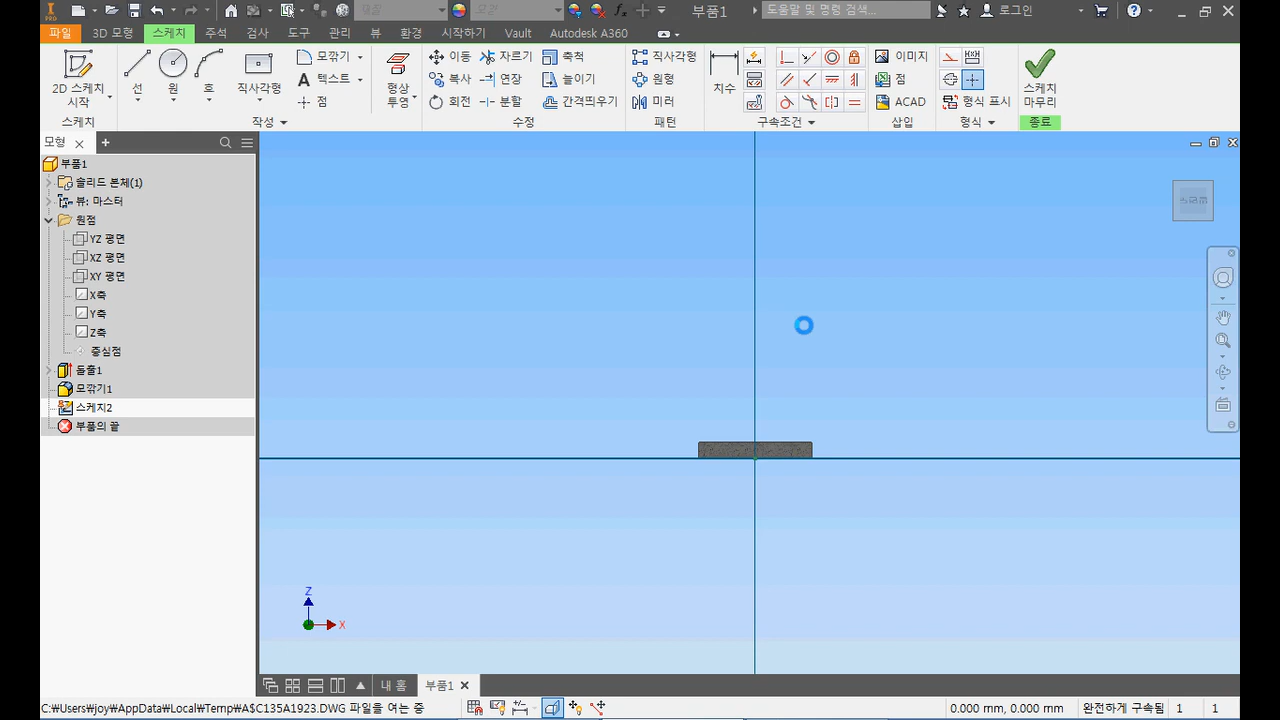 PRO
부품1
도움말 및 명령 검색...
로그인
파일 3D 모형 스케치 주석 검사 도구 관리 뷰 환경 시작하기 Vault Autodesk A360
2D 스케치
시작
선
원
호
직사각형
모깎기
텍스트
점
형상
투영
이동 자르기 축척
복사 연장 늘이기
회전 분할 간격띄우기
직사각형
원형
미러
치수
이미지
점
ACAD
형식 표시
스케치
마무리
스케치 작성 수정 패턴 구속조건 삽입 형식 종료
모형
부품1
솔리드 본체(1)
뷰: 마스터
원점
YZ 평면
XZ 평면
XY 평면
X축
Y축
Z축
중심점
돌출1
모깎기1
스케치2
부품의 끝
Z
X
내 홈 부품1
C:₩Users₩joy₩AppData₩Local₩Temp₩A$C135A1923.DWG 파일을 여는 중
0.000 mm, 0.000 mm 완전하게 구속됨 1 1